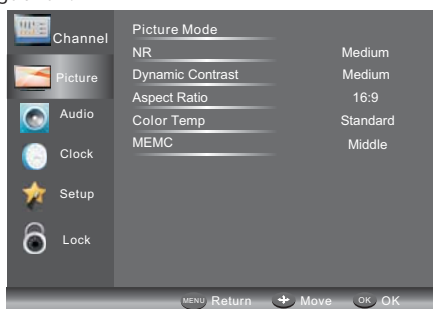 Channel
Picture
Audio
Clock
Setup
Lock
Picture Mode
NR Medium
Dynamic Contrast Medium
Aspect Ratio 16:9
Color Temp Standard
MEMC Middle
MENU Return Move OK OK